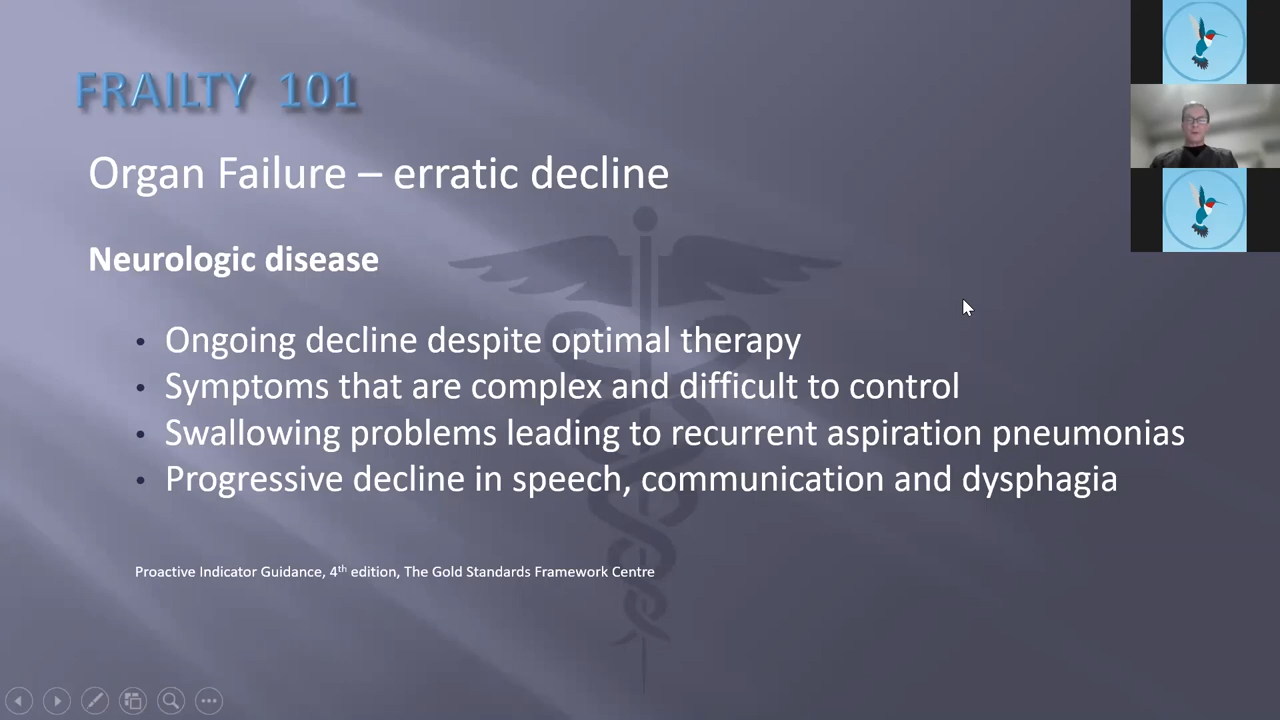 FRAILTY 101
Organ Failure – erratic decline
Neurologic disease
• Ongoing decline despite optimal therapy
• Symptoms that are complex and difficult to control
• Swallowing problems leading to recurrent aspiration pneumonias
• Progressive decline in speech, communication and dysphagia
Proactive Indicator Guidance, 4th edition, The Gold Standards Framework Centre